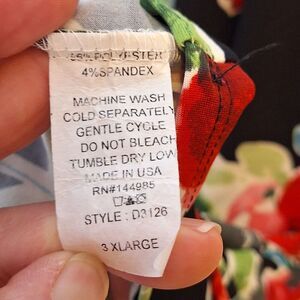 POLYESTER
4%SPANDEX
MACHINE WASH
COLD SEPARATELY
GENTLE CYCLE
DO NOT BLEACH
TUMBLE DRY LOW
MADE IN USA
RN#144985
STYLE : D3126
3 XLARGE